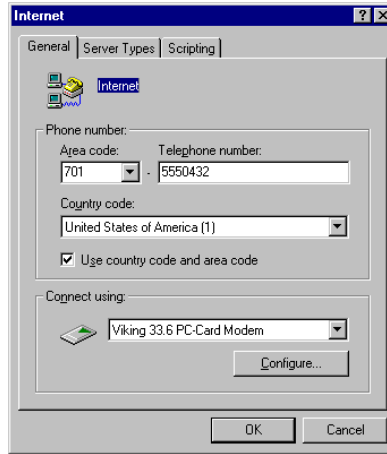 Internet
General Server Types Scripting
Internet
Phone number:
Area code: Telephone number:
701 - 5550432
Country code:
United States of America (1)
Use country code and area code
Connect using:
Viking 33.6 PC-Card Modem
Configure...
OK Cancel